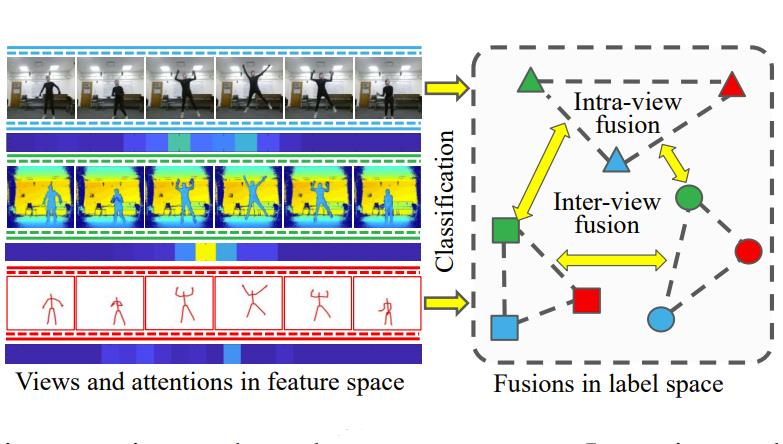 Classification
Intra-view
fusion
Inter-view
fusion
Views and attentions in feature space
Fusions in label space